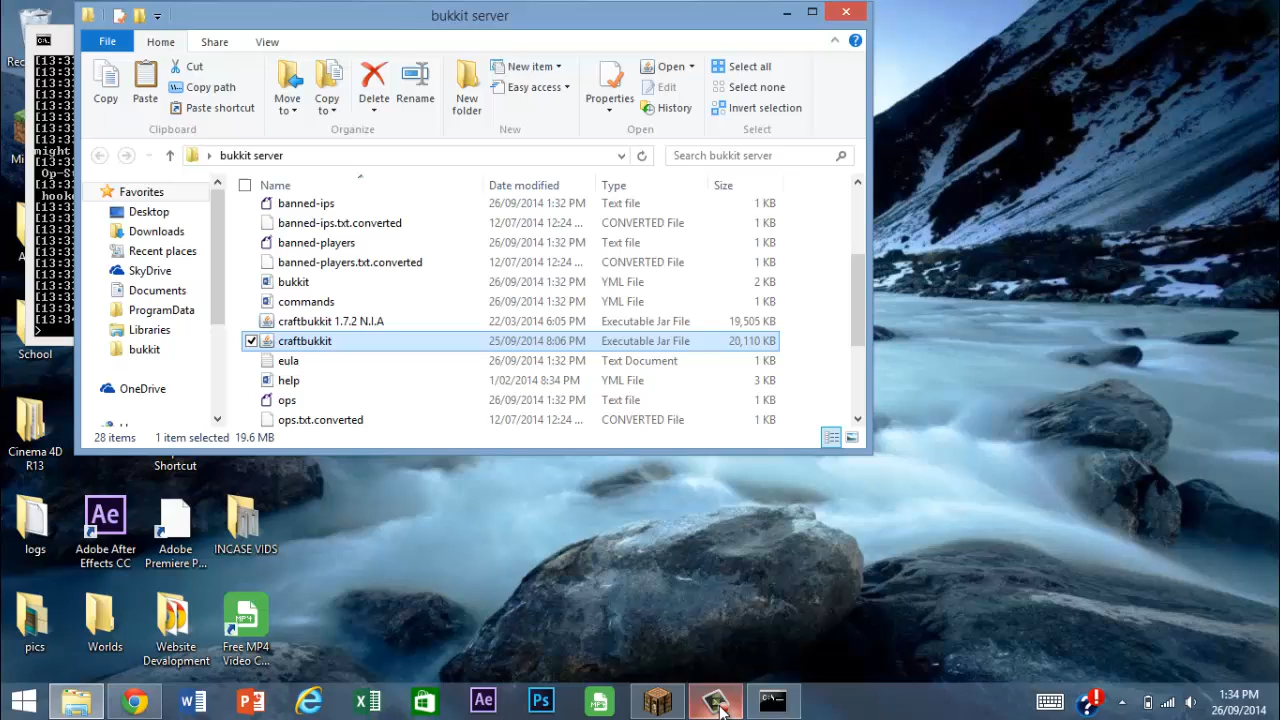 bukkit server
File
Home
Share
View
Copy
Paste
Cut
Copy path
Paste shortcut
Clipboard
Move to
Copy to
Delete
Rename
Organize
New folder
New item
Easy access
New
Properties
Open
Edit
History
Open
Select all
Select none
Invert selection
Select
bukkit server
Search bukkit server
Favorites
Desktop
Downloads
Recent places
SkyDrive
Documents
ProgramData
Libraries
bukkit
OneDrive
Name Date modified Type Size
banned-ips 26/09/2014 1:32 PM Text file 1 KB
banned-ips.txt.converted 12/07/2014 12:24 ... CONVERTED File 1 KB
banned-players 26/09/2014 1:32 PM Text file 1 KB
banned-players.txt.converted 12/07/2014 12:24 ... CONVERTED File 1 KB
bukkit 26/09/2014 1:32 PM YML File 2 KB
commands 26/09/2014 1:32 PM YML File 1 KB
craftbukkit 1.7.2 N.I.A 22/03/2014 6:05 PM Executable Jar File 19,505 KB
craftbukkit 25/09/2014 8:06 PM Executable Jar File 20,110 KB
eula 26/09/2014 1:32 PM Text Document 1 KB
help 1/02/2014 8:34 PM YML File 3 KB
ops 26/09/2014 1:32 PM Text file 1 KB
ops.txt.converted 12/07/2014 12:24 ... CONVERTED File 1 KB
28 items 1 item selected 19.6 MB
might
Op-S
hook
School
Cinema 4D
R13
Shortcut
logs
Adobe After
Effects CC
Adobe
Premiere P...
INCASE VIDS
pics
Worlds
Website
Devalopment
MP4
Free MP4
Video C...
Ae
Ps
MP4
1:34 PM
26/09/2014